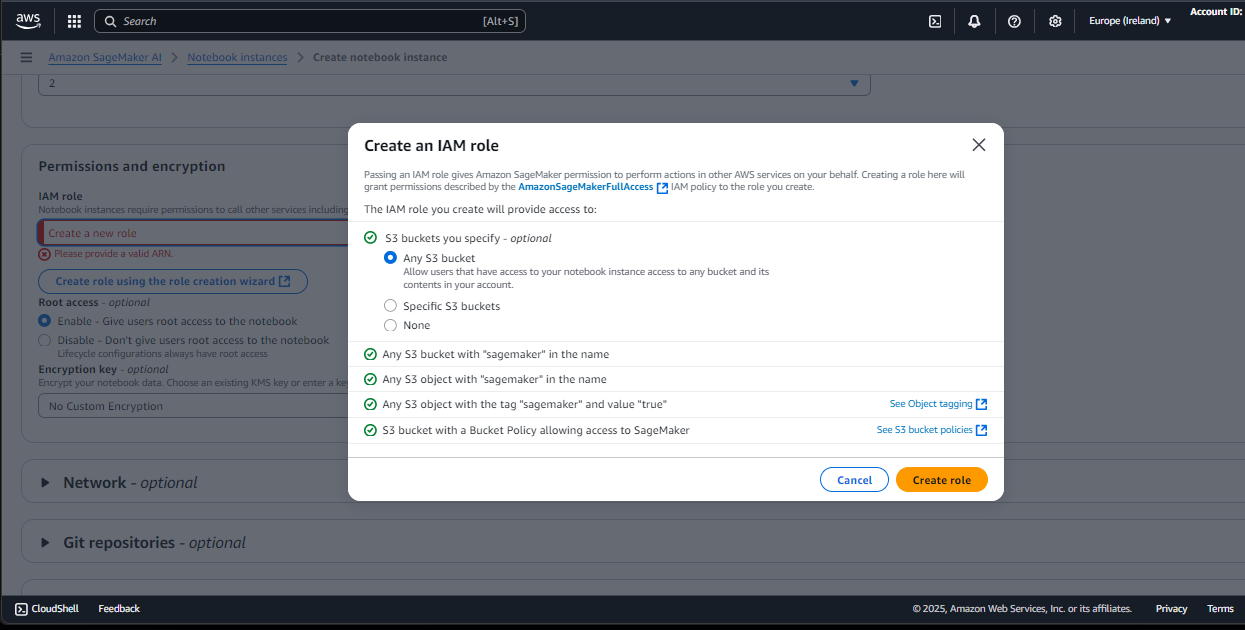 aws
Search [Alt+S]
Europe (Ireland)
Account ID:
Amazon SageMaker AI
Notebook instances
Create notebook instance
2
Permissions and encryption
IAM role
Notebook instances require permissions to call other services including
Create a new role
Please provide a valid ARN.
Create role using the role creation wizard
Root access - optional
Enable - Give users root access to the notebook
Disable - Don't give users root access to the notebook
Lifecycle configurations always have root access
Encryption key - optional
Encrypt your notebook data. Choose an existing KMS key or enter a
No Custom Encryption
Network - optional
Git repositories - optional
Create an IAM role
Passing an IAM role gives Amazon SageMaker permission to perform actions in other AWS services on your behalf. Creating a role here will
grant permissions described by the AmazonSageMakerFullAccess IAM policy to the role you create.
The IAM role you create will provide access to:
S3 buckets you specify - optional
Any S3 bucket
Allow users that have access to your notebook instance access to any bucket and its
contents in your account.
Specific S3 buckets
None
Any S3 bucket with "sagemaker" in the name
Any S3 object with "sagemaker" in the name
Any S3 object with the tag "sagemaker" and value "true"
See Object tagging
S3 bucket with a Bucket Policy allowing access to SageMaker
See S3 bucket policies
Cancel
Create role
CloudShell
Feedback
© 2025, Amazon Web Services, Inc. or its affiliates.
Privacy
Terms